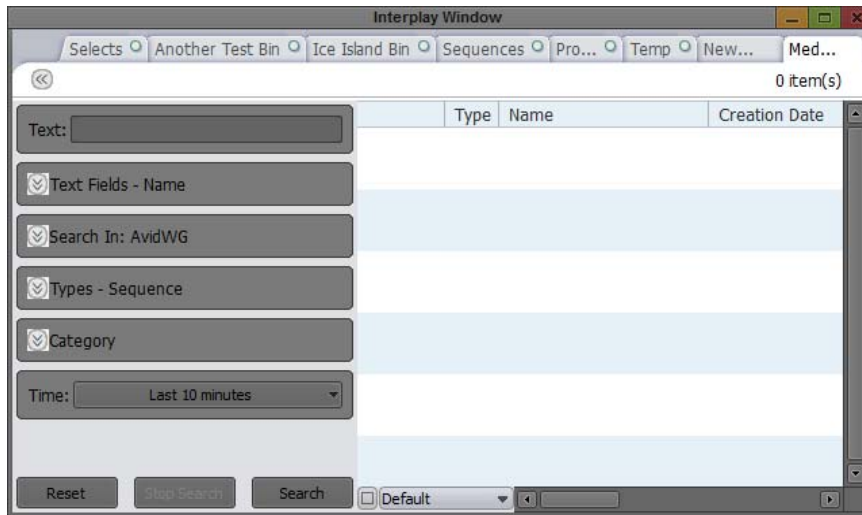 Interplay Window
Selects Another Test Bin Ice Island Bin Sequences Pro... Temp New... Med...
0 item(s)
Type Name Creation Date
Text:
Text Fields - Name
Search In: AvidWG
Types - Sequence
Category
Time: Last 10 minutes
Reset Stop Search Search Default